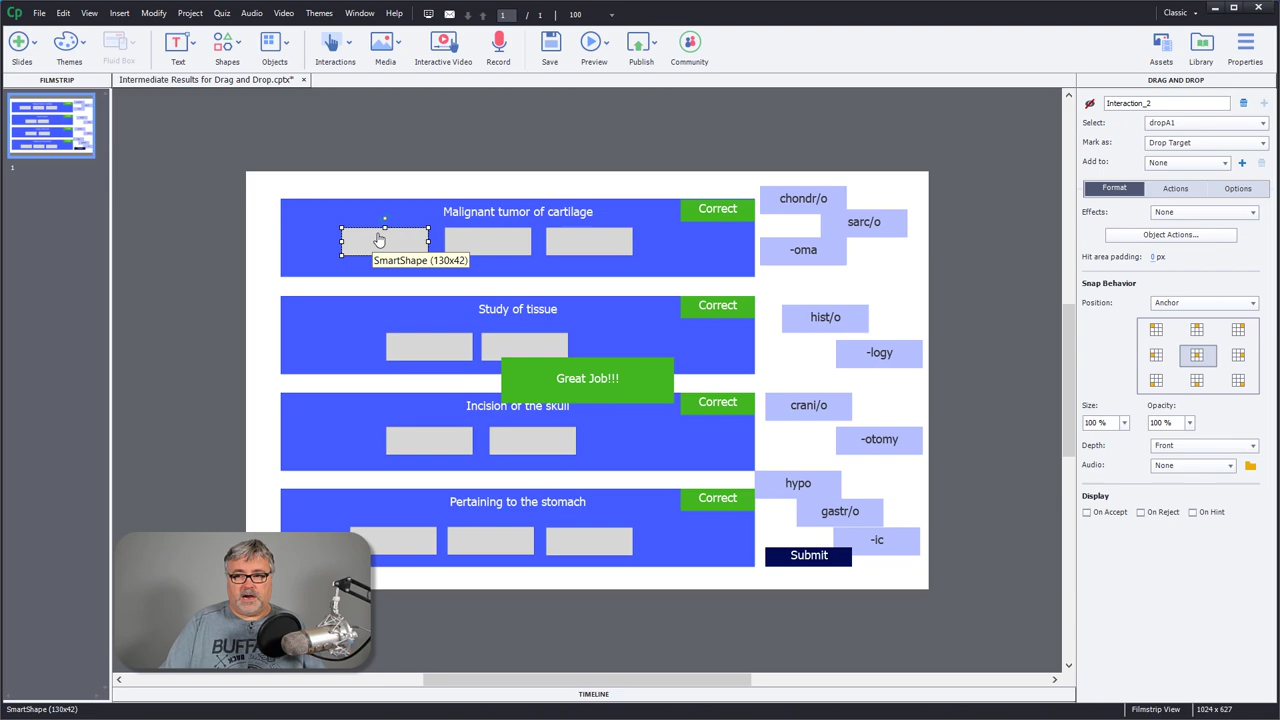 Cp File Edit View Insert Modify Project Quiz Audio Video Themes Window Help 1 / 1 100 Classic
Slides Themes Fluid Box Text Shapes Objects Interactions Media Interactive Video Record Save Preview Publish Community Assets Library Properties
FILMSTRIP
Intermediate Results for Drag and Drop.cptx* ×
DRAG AND DROP
Interaction_2
Select: dropA1
Mark as: Drop Target
Add to: None
Format Actions Options
Effects: None
Object Actions...
Hit area padding: 0 px
Snap Behavior
Position: Anchor
Size: Opacity:
100 % 100 %
Depth: Front
Audio: None
Display
On Accept On Reject On Hint
1
Malignant tumor of cartilage
Correct
SmartShape (130x42)
chondr/o
sarc/o
-oma
Study of tissue
Correct
hist/o
-logy
Great Job!!!
Incision of the skull
Correct
crani/o
-otomy
Pertaining to the stomach
Correct
hypo
gastr/o
-ic
Submit
BUFFA
TIMELINE
SmartShape (130x42)
Filmstrip View 1024 x 627